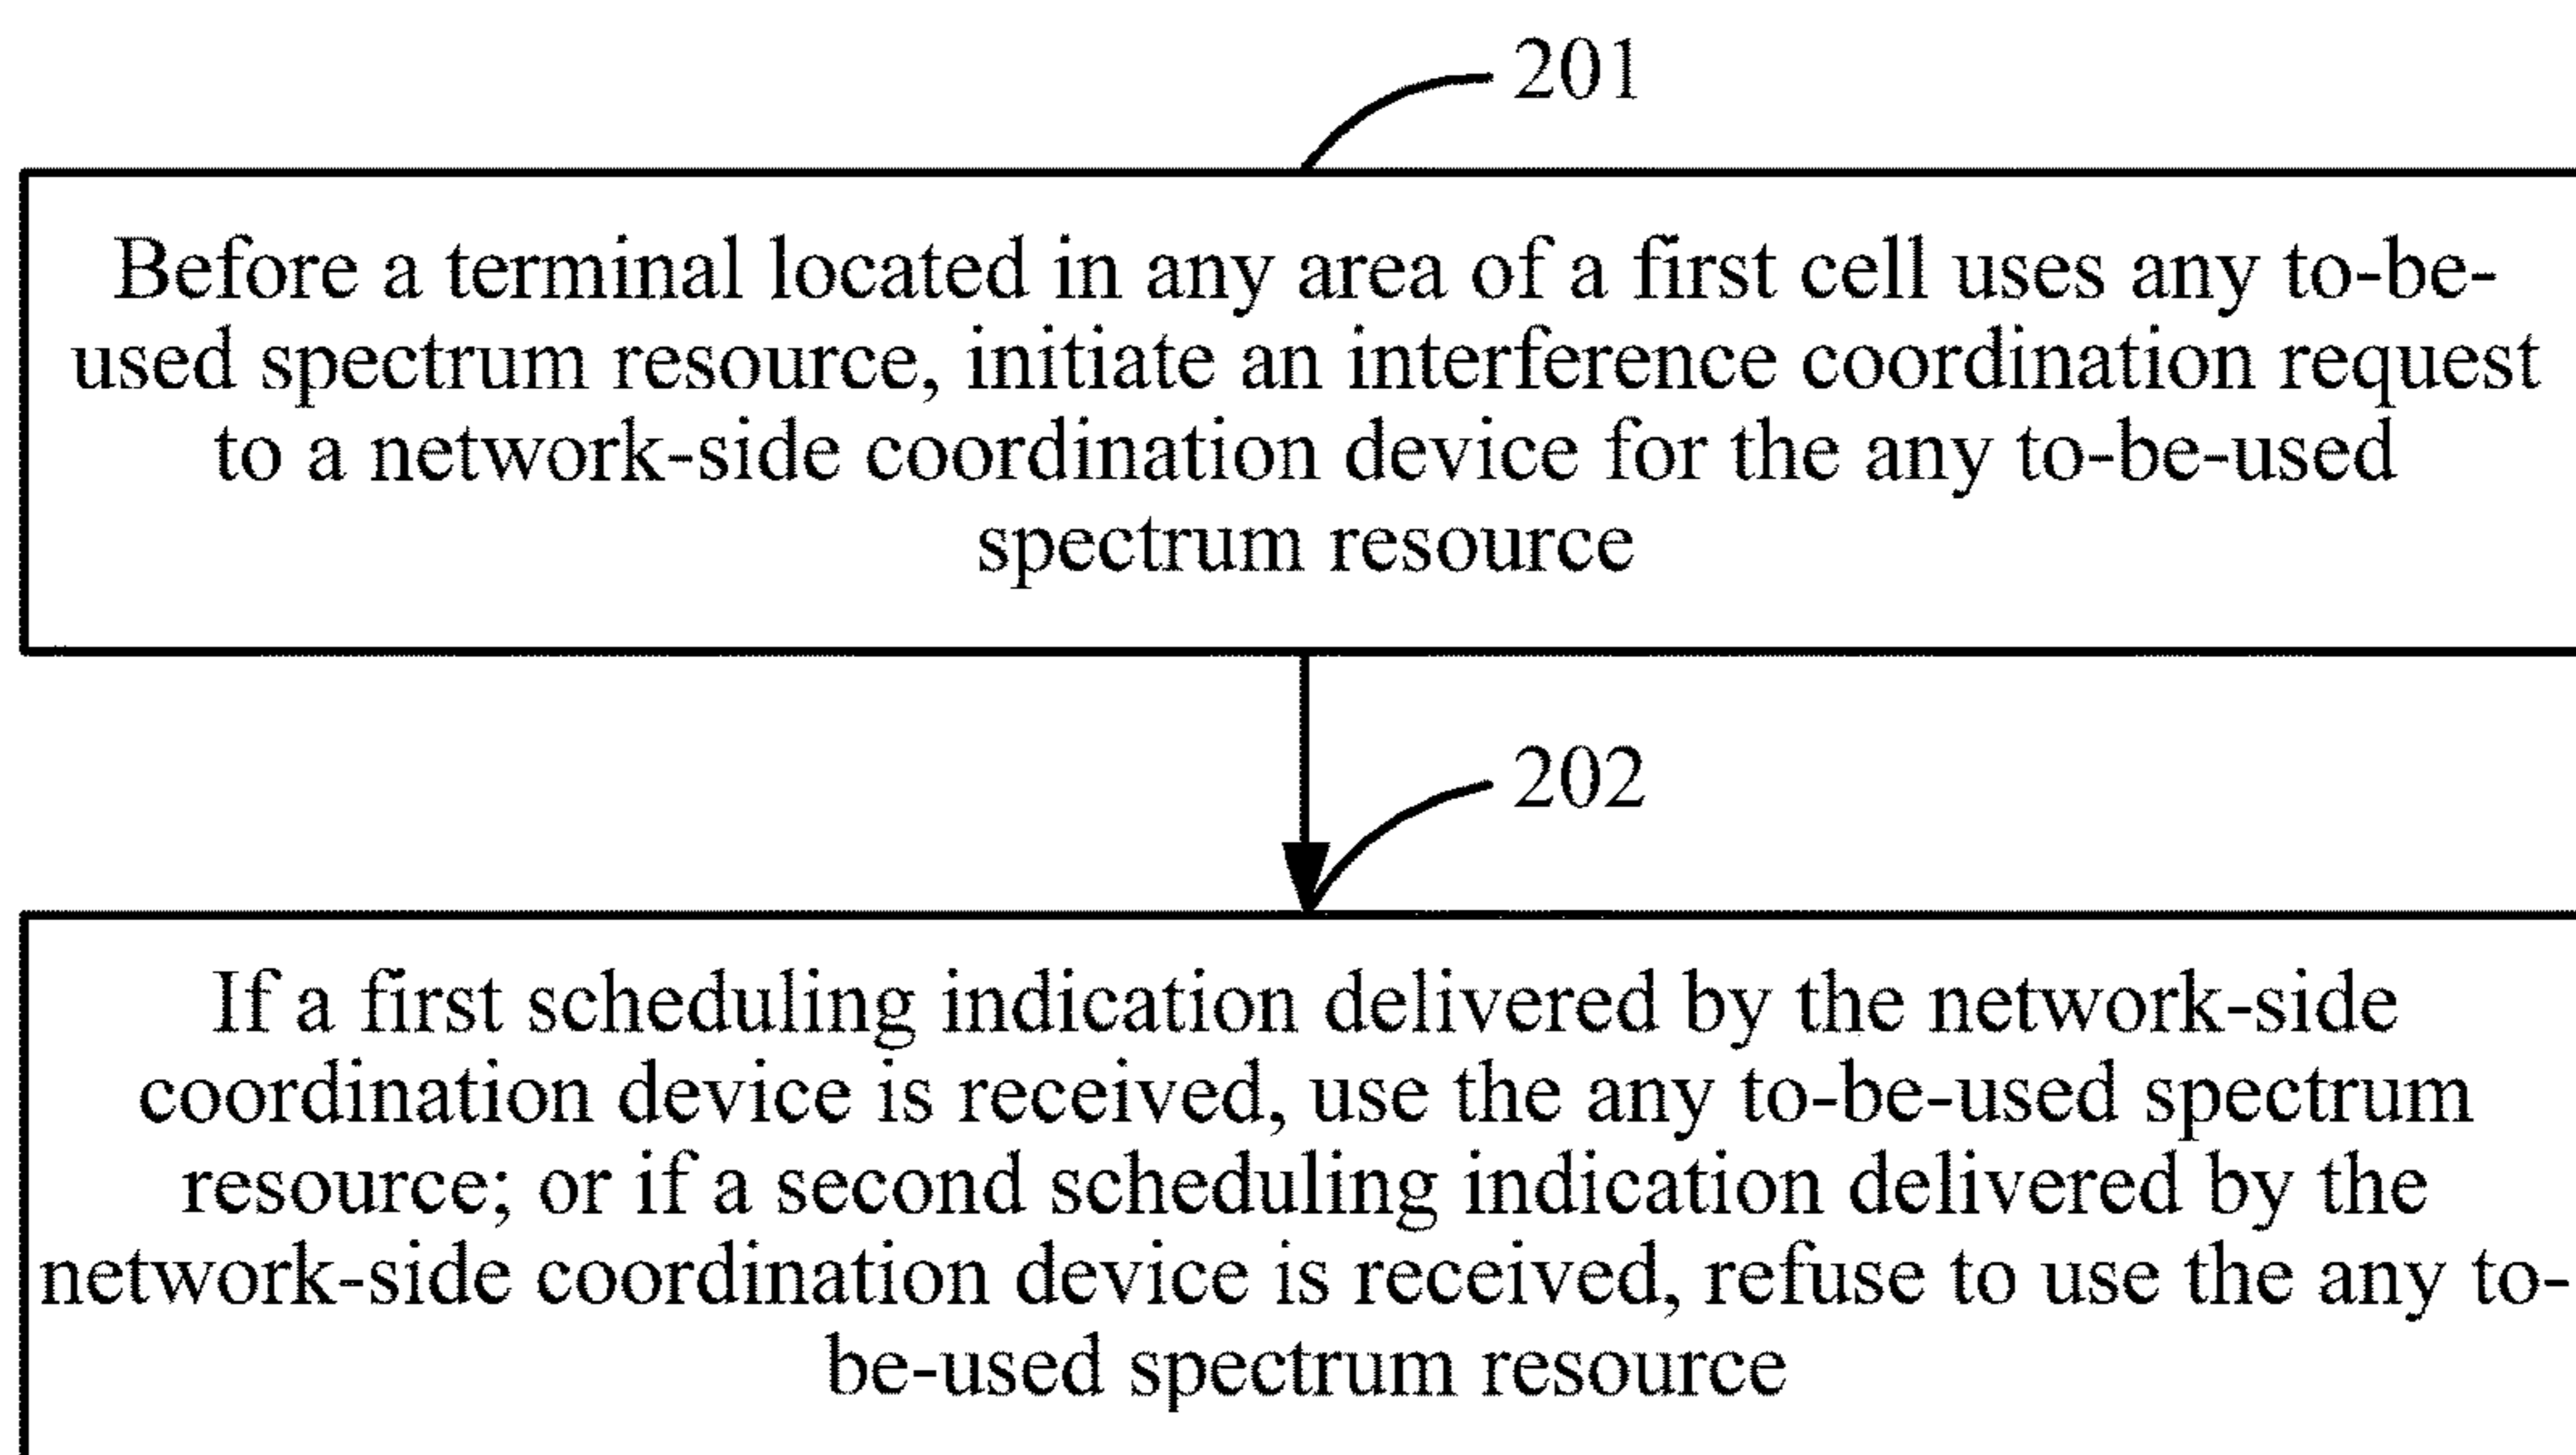 201
Before a terminal located in any area of a first cell uses any to-be-
used spectrum resource, initiate an interference coordination request
to a network-side coordination device for the any to-be-used
spectrum resource
202
If a first scheduling indication delivered by the network-side
coordination device is received, use the any to-be-used spectrum
resource; or if a second scheduling indication delivered by the
network-side coordination device is received, refuse to use the any to-
be-used spectrum resource